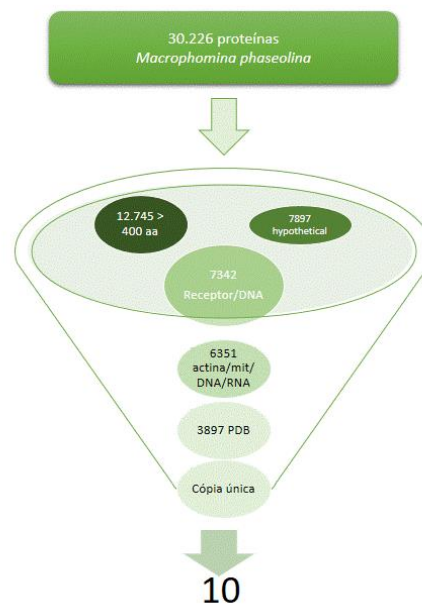 30.226 proteínas
Macrophomina phaseolina
12.745 >
400 aa
7897
hypothetical
7342
Receptor/DNA
6351
actina/mit/
DNA/RNA
3897 PDB
Cópia única
10